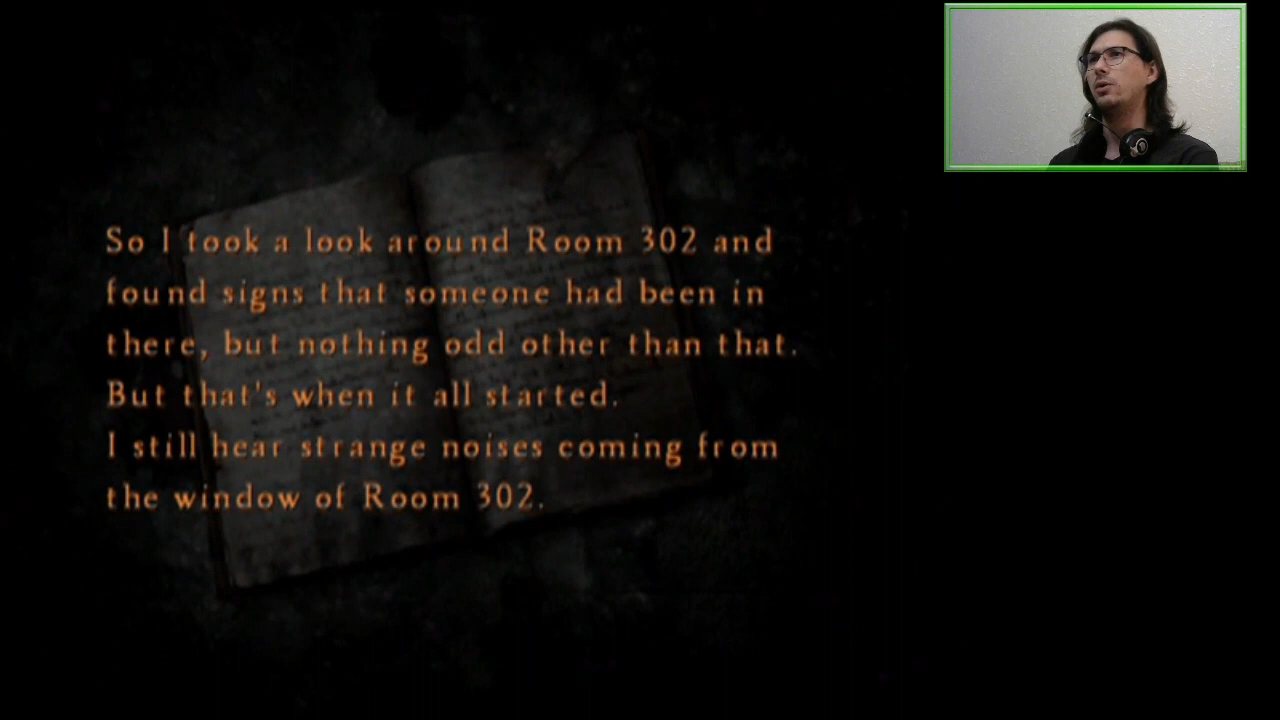 So I took a look around Room 302 and
found signs that someone had been in
there, but nothing odd other than that.
But that's when it all started.
I still hear strange noises coming from
the window of Room 302.